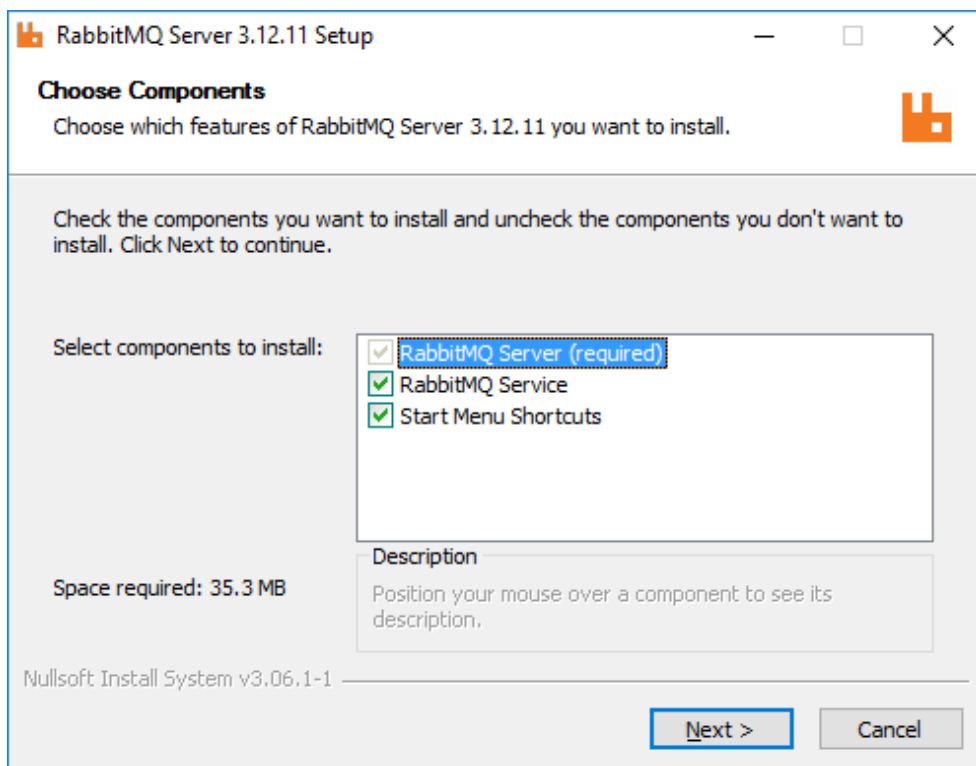 RabbitMQ Server 3.12.11 Setup
Choose Components
Choose which features of RabbitMQ Server 3.12.11 you want to install.
Check the components you want to install and uncheck the components you don't want to
install. Click Next to continue.
Select components to install:
RabbitMQ Server (required)
RabbitMQ Service
Start Menu Shortcuts
Space required: 35.3 MB
Description
Position your mouse over a component to see its
description.
Nullsoft Install System v3.06.1-1
Next >
Cancel